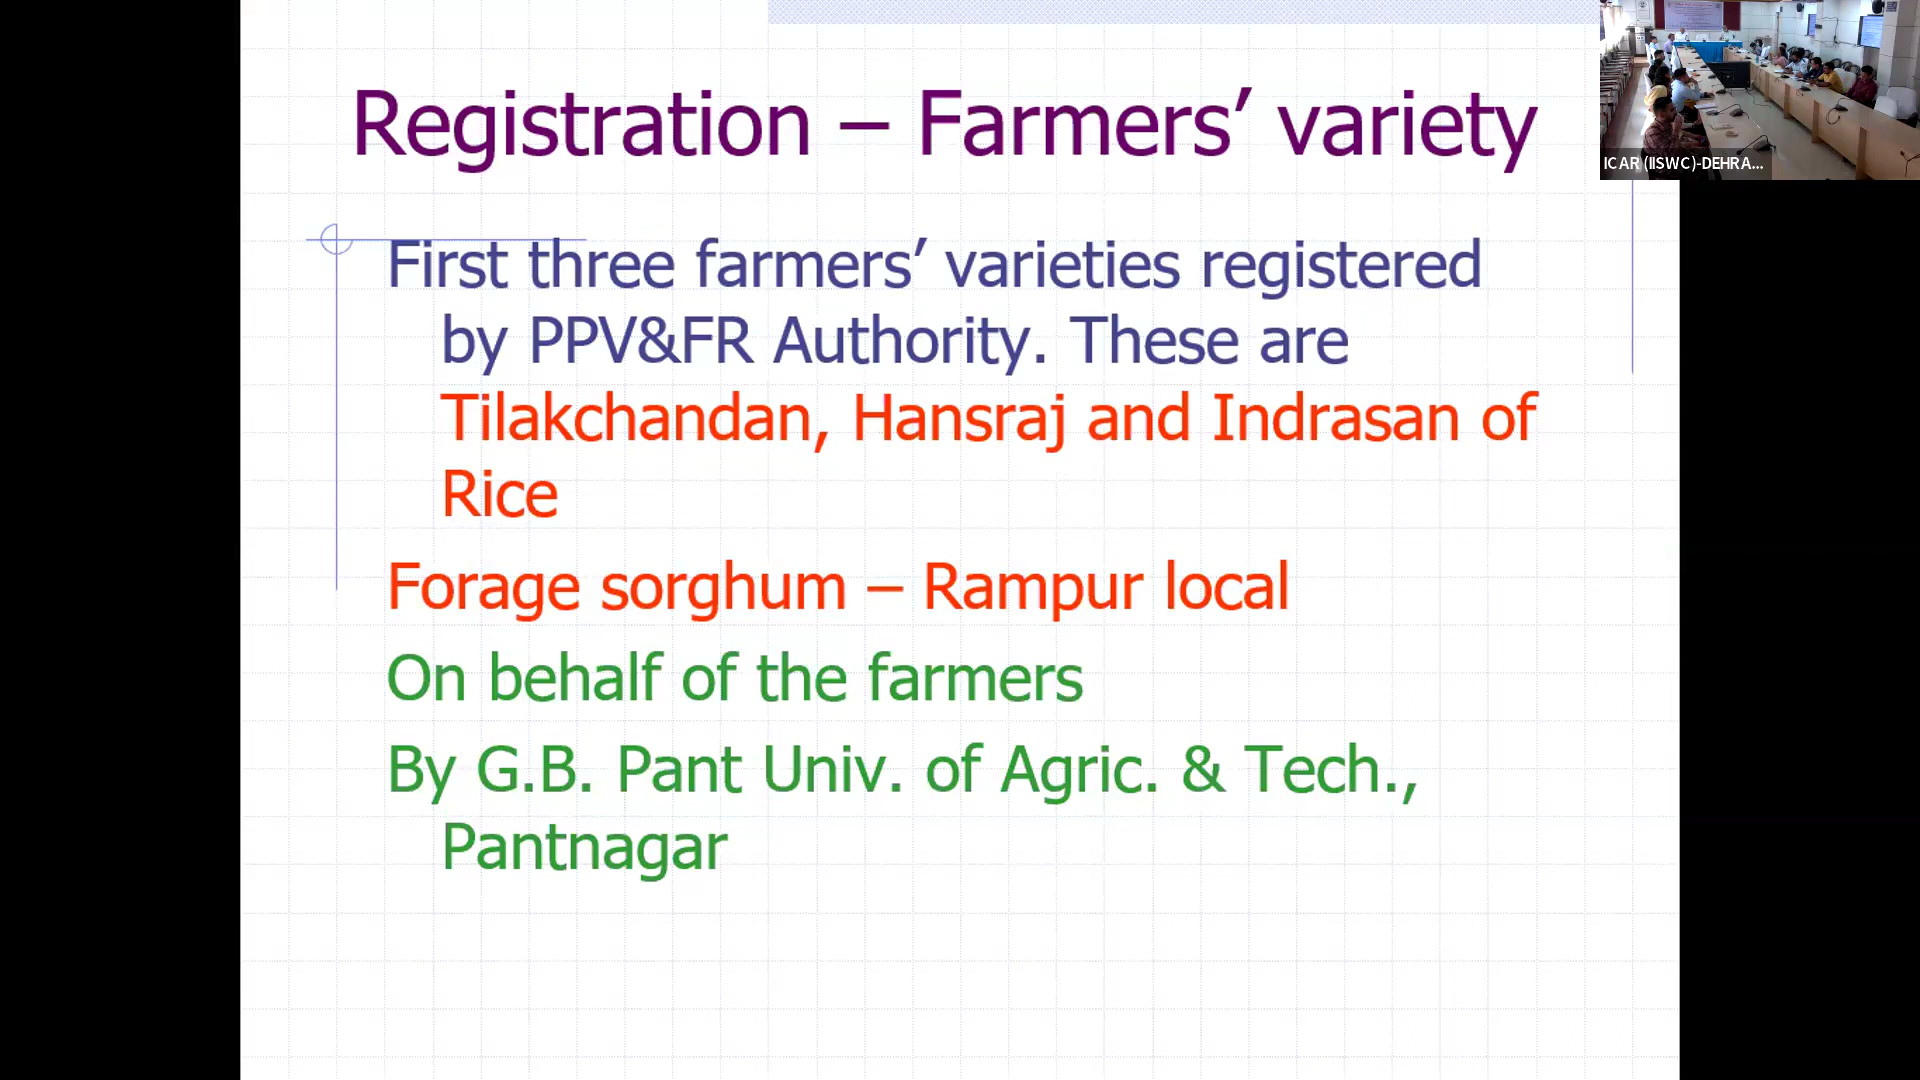 Registration – Farmers’ variety
First three farmers’ varieties registered
by PPV&FR Authority. These are
Tilakchandan, Hansraj and Indrasan of
Rice
Forage sorghum – Rampur local
On behalf of the farmers
By G.B. Pant Univ. of Agric. & Tech.,
Pantnagar
ICAR (IISWC)-DEHRA...